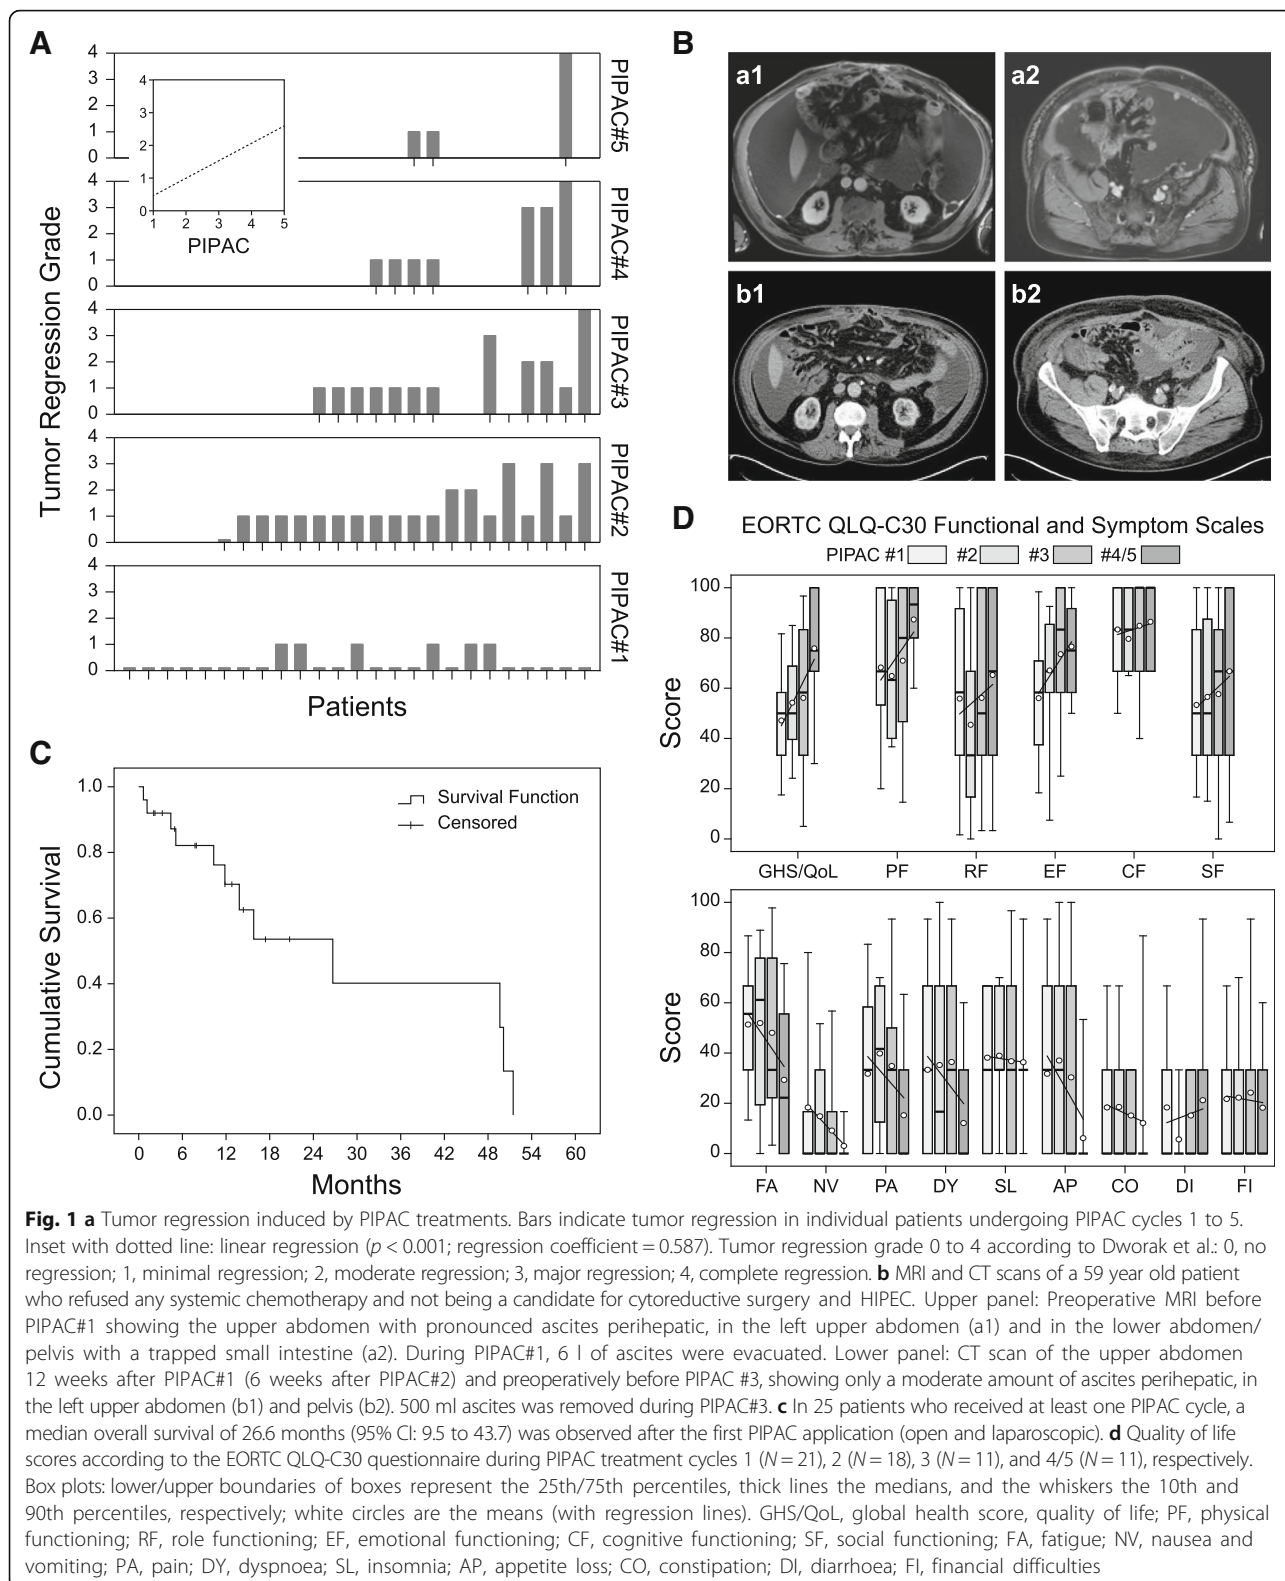 A
4
3
2
1
0
PIPAC#5
4
3
2
1
0
1 2 3 4 5
PIPAC
4
3
2
1
0
PIPAC#4
4
3
2
1
0
PIPAC#3
4
3
2
1
0
PIPAC#2
4
3
2
1
0
PIPAC#1
Tumor Regression Grade
Patients
B
a1
a2
b1
b2
C
1.0
0.8
0.6
0.4
0.2
0.0
Cumulative Survival
Survival Function
Censored
0 6 12 18 24 30 36 42 48 54 60
Months
D
EORTC QLQ-C30 Functional and Symptom Scales
PIPAC #1 #2 #3 #4/5
100
80
60
40
20
0
Score
GHS/QoL PF RF EF CF SF
100
80
60
40
20
0
Score
FA NV PA DY SL AP CO DI FI
Fig. 1 a Tumor regression induced by PIPAC treatments. Bars indicate tumor regression in individual patients undergoing PIPAC cycles 1 to 5.
Inset with dotted line: linear regression (p < 0.001; regression coefficient = 0.587). Tumor regression grade 0 to 4 according to Dworak et al.: 0, no
regression; 1, minimal regression; 2, moderate regression; 3, major regression; 4, complete regression. b MRI and CT scans of a 59 year old patient
who refused any systemic chemotherapy and not being a candidate for cytoreductive surgery and HIPEC. Upper panel: Preoperative MRI before
PIPAC#1 showing the upper abdomen with pronounced ascites perihepatic, in the left upper abdomen (a1) and in the lower abdomen/
pelvis with a trapped small intestine (a2). During PIPAC#1, 6 l of ascites were evacuated. Lower panel: CT scan of the upper abdomen
12 weeks after PIPAC#1 (6 weeks after PIPAC#2) and preoperatively before PIPAC #3, showing only a moderate amount of ascites perihepatic, in
the left upper abdomen (b1) and pelvis (b2). 500 ml ascites was removed during PIPAC#3. c In 25 patients who received at least one PIPAC cycle, a
median overall survival of 26.6 months (95% CI: 9.5 to 43.7) was observed after the first PIPAC application (open and laparoscopic). d Quality of life
scores according to the EORTC QLQ-C30 questionnaire during PIPAC treatment cycles 1 (N = 21), 2 (N = 18), 3 (N = 11), and 4/5 (N = 11), respectively.
Box plots: lower/upper boundaries of boxes represent the 25th/75th percentiles, thick lines the medians, and the whiskers the 10th and
90th percentiles, respectively; white circles are the means (with regression lines). GHS/QoL, global health score, quality of life; PF, physical
functioning; RF, role functioning; EF, emotional functioning; CF, cognitive functioning; SF, social functioning; FA, fatigue; NV, nausea and
vomiting; PA, pain; DY, dyspnoea; SL, insomnia; AP, appetite loss; CO, constipation; DI, diarrhoea; FI, financial difficulties